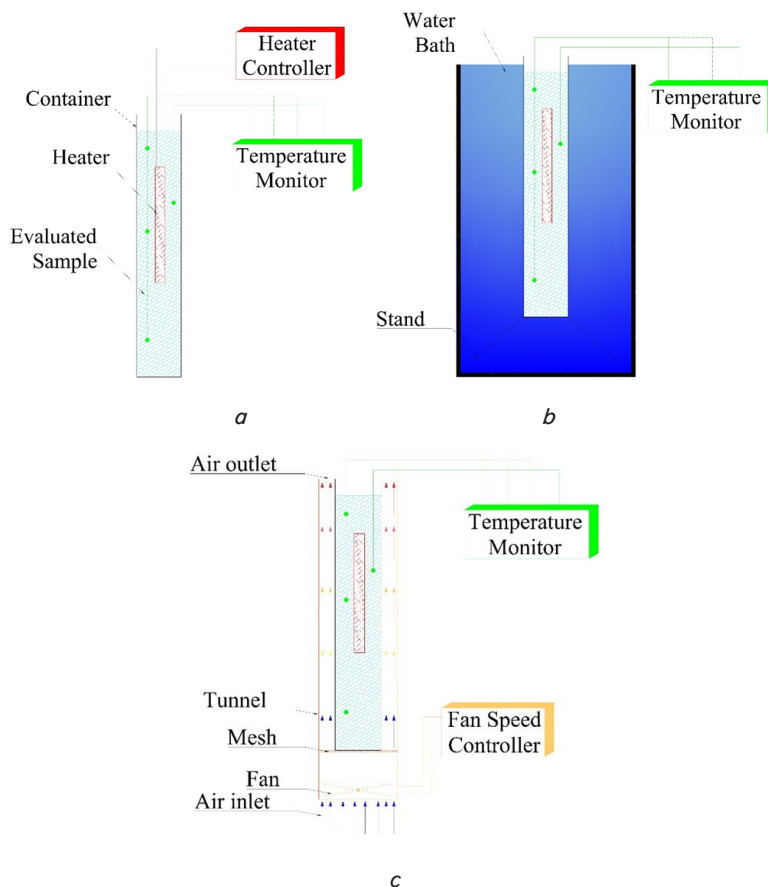 Heater
Controller
Container
Temperature
Monitor
Heater
Evaluated
Sample
a
Water
Bath
Temperature
Monitor
Stand
b
Air outlet
Temperature
Monitor
Tunnel
Fan Speed
Controller
Mesh
Fan
Air inlet
c